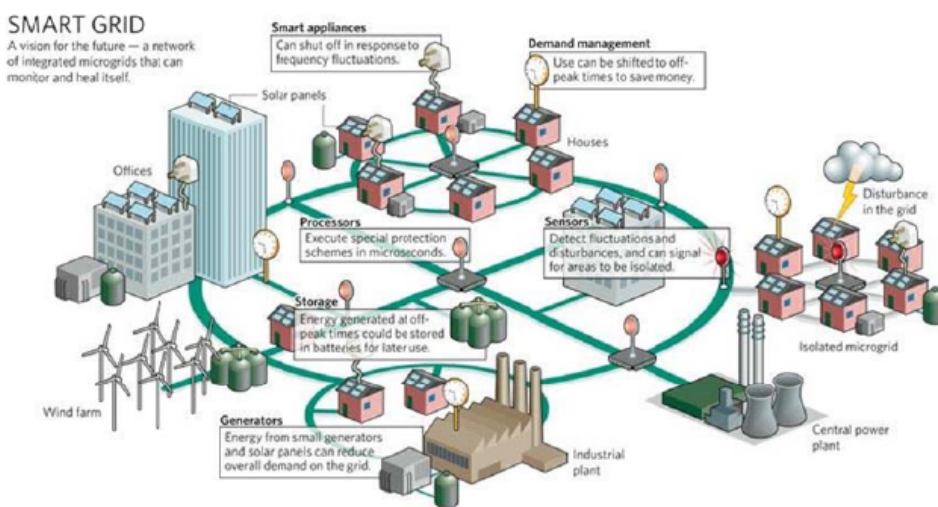 SMART GRID
A vision for the future — a network
of integrated microgrids that can
monitor and heal itself.
Smart appliances
Can shut off in response to
frequency fluctuations.
Demand management
Use can be shifted to off-
peak times to save money.
Solar panels
Houses
Offices
Disturbance
in the grid
Processors
Execute special protection
schemes in microseconds.
Sensors
Detect fluctuations and
disturbances, and can signal
for areas to be isolated.
Storage
Energy generated at off-
peak times could be stored
in batteries for later use.
Isolated microgrid
Wind farm
Generators
Energy from small generators
and solar panels can reduce
overall demand on the grid.
Industrial
plant
Central power
plant